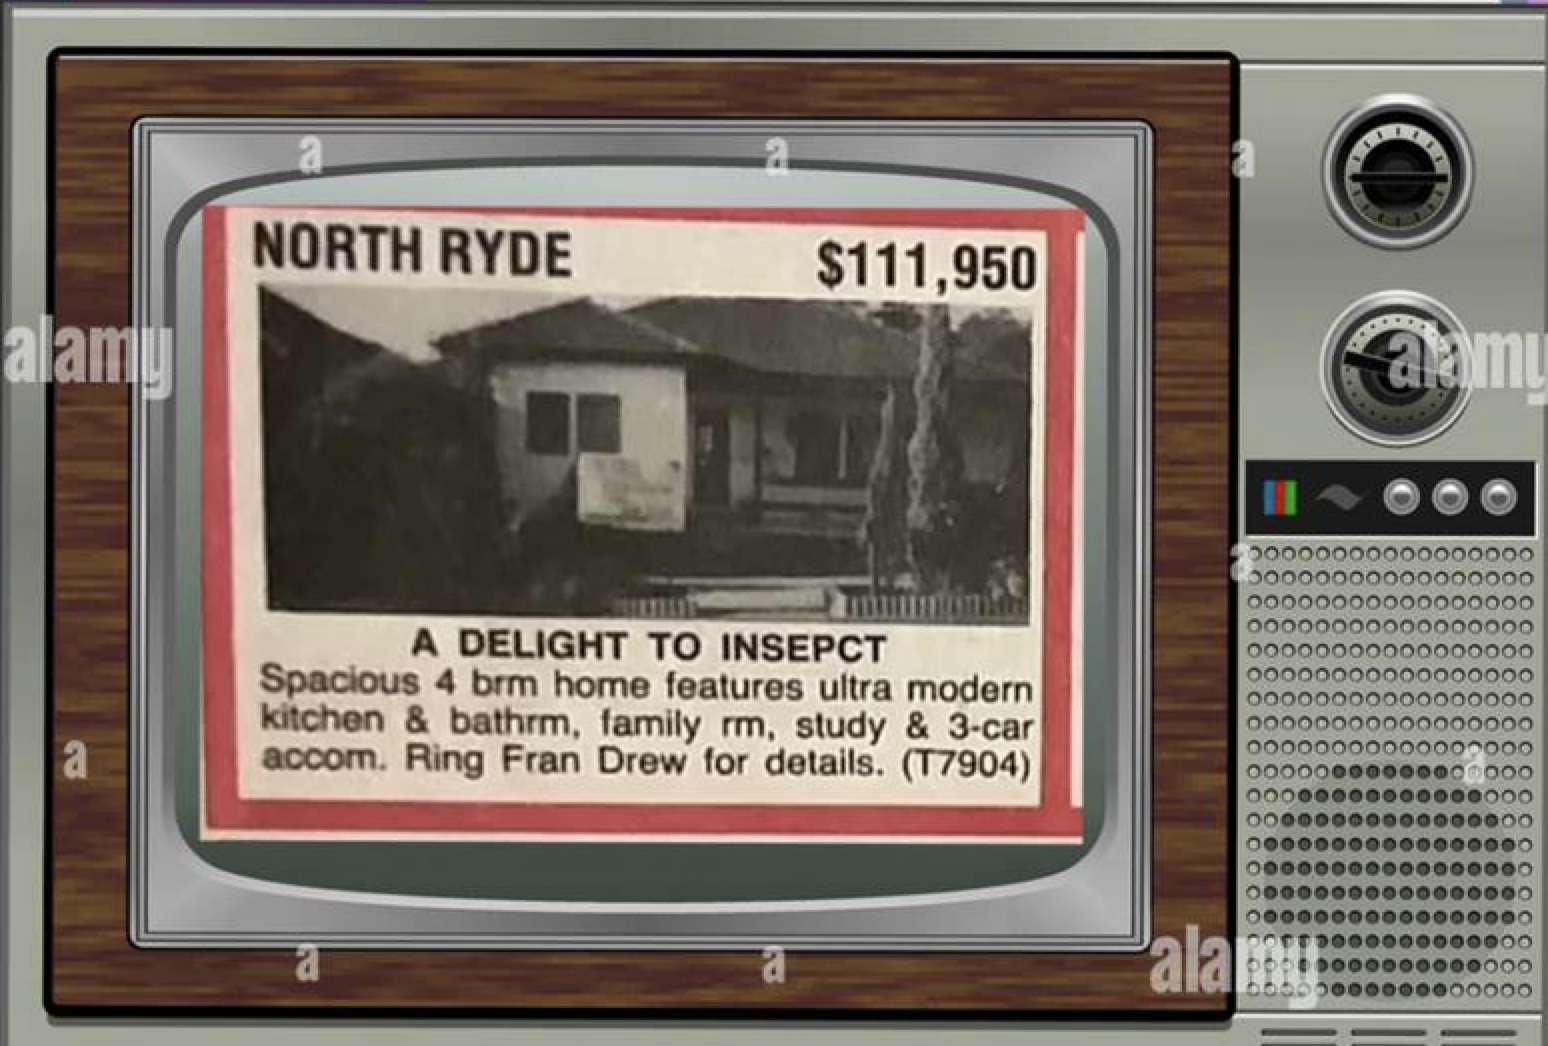 NORTH RYDE $111,950
A DELIGHT TO INSEPCT
Spacious 4 brm home features ultra modern
kitchen & bathrm, family rm, study & 3-car
accom. Ring Fran Drew for details. (T7904)
a a a
alamy alamy
a
a a
a a alamy